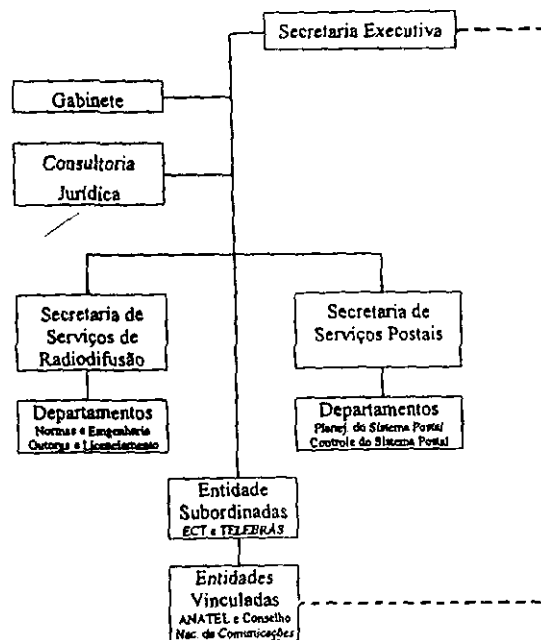 Secretaria Executiva
Gabinete
Consultoria
Jurídica
Secretaria de
Serviços de
Radiodifusão
Secretaria de
Serviços Postais
Departamentos
Normas e Emgenharia
Outorga e Licenciamento
Departamentos
Planej. do Sistema Postal
Controle do Sistema Postal
Entidade
Subordinadas
ECT e TELEBRÁS
Entidades
Vinculadas
ANATEL e Conselho
Nac. de Comunicações